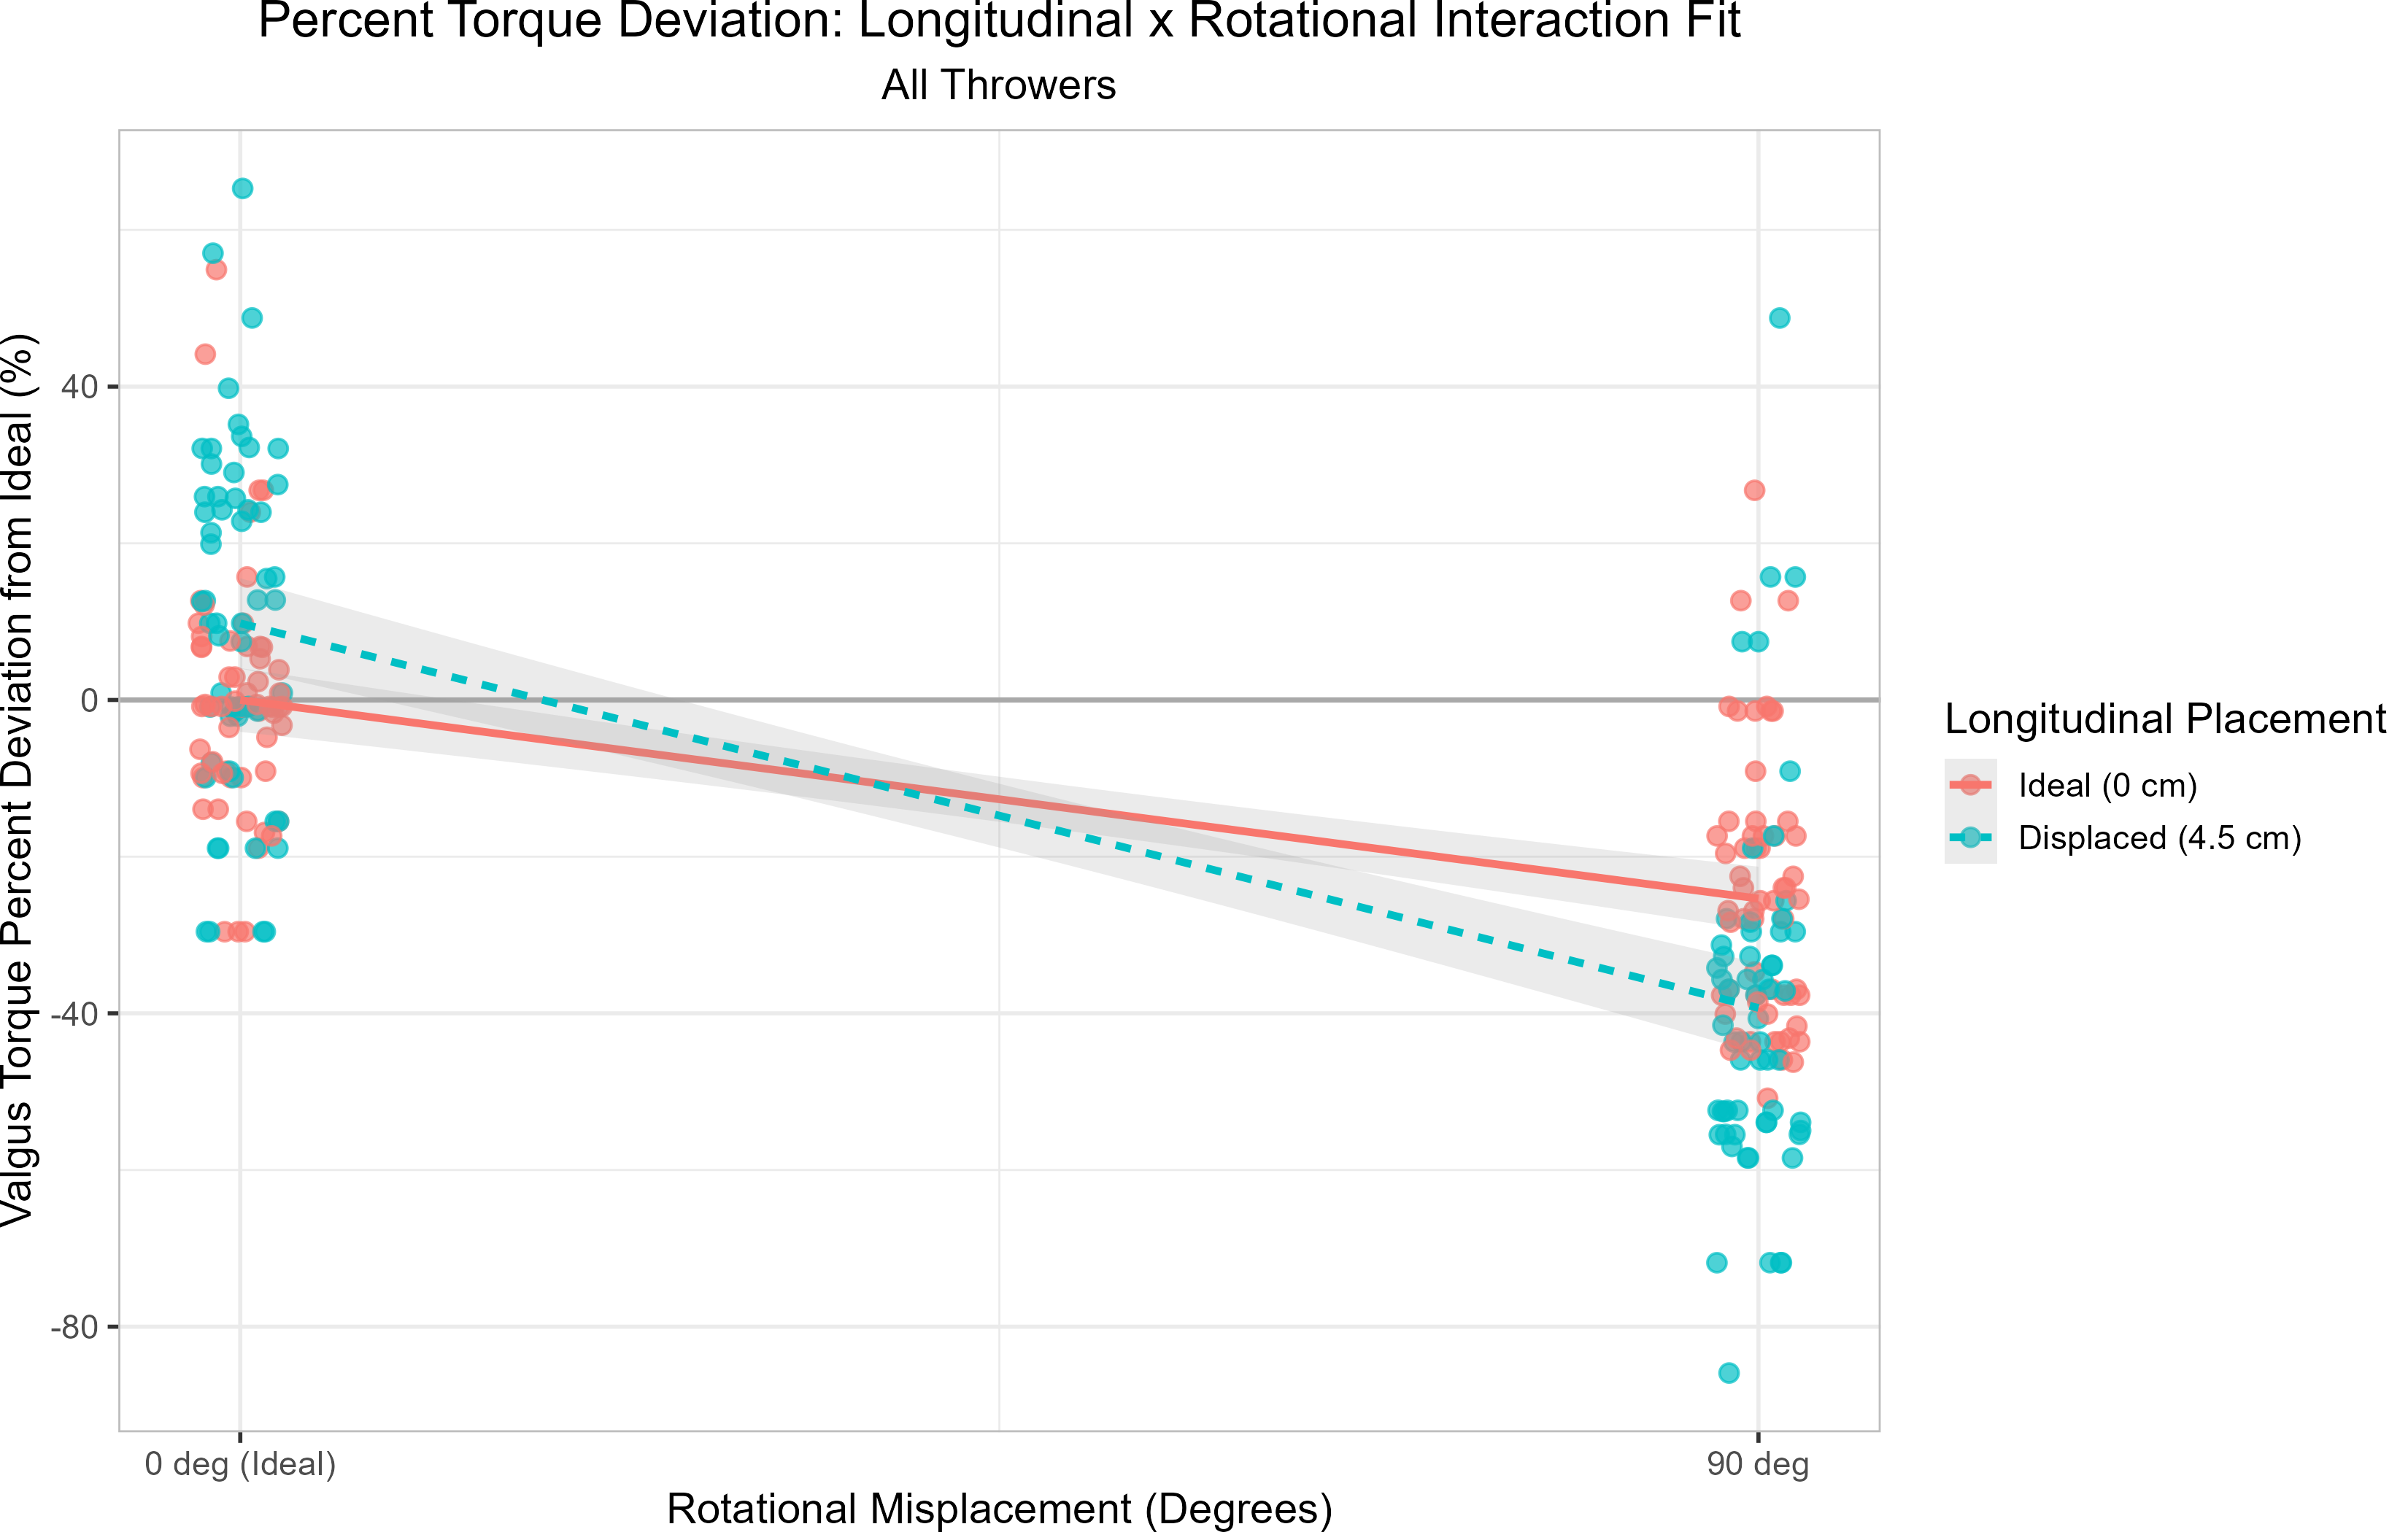 Percent Torque Deviation: Longitudinal x Rotational Interaction Fit
All Throwers
Valgus Torque Percent Deviation from Ideal (%)
40
0
-40
-80
0 deg (Ideal)
90 deg
Rotational Misplacement (Degrees)
Longitudinal Placement
Ideal (0 cm)
Displaced (4.5 cm)